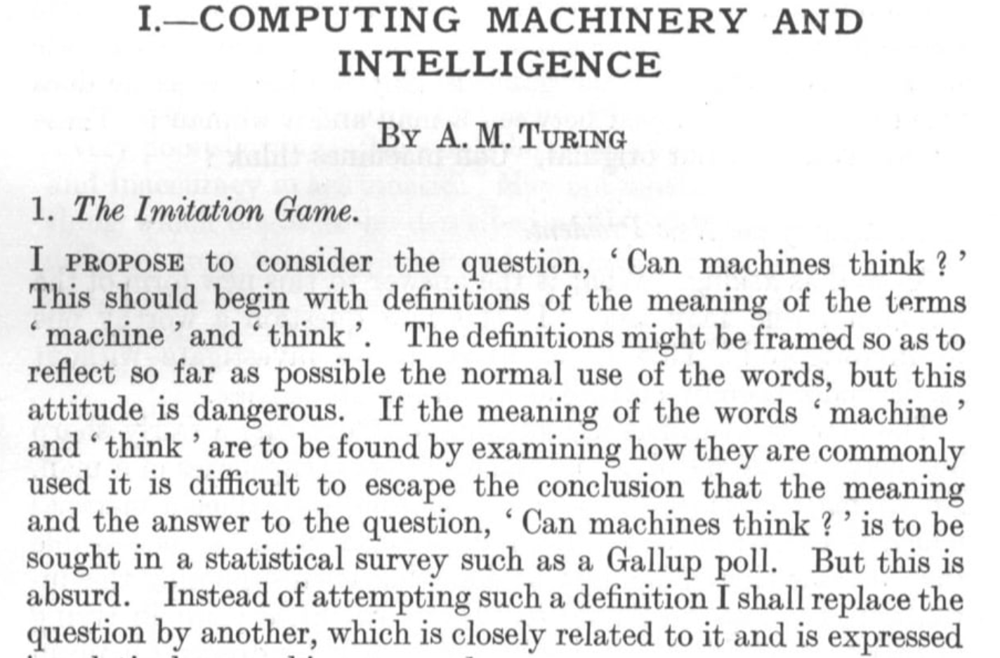 I.—COMPUTING MACHINERY AND
INTELLIGENCE
BY A. M. TURING
1. The Imitation Game.
I PROPOSE to consider the question, ‘ Can machines think ? ’
This should begin with definitions of the meaning of the terms
‘ machine ’ and ‘ think ’. The definitions might be framed so as to
reflect so far as possible the normal use of the words, but this
attitude is dangerous. If the meaning of the words ‘ machine ’
and ‘ think ’ are to be found by examining how they are commonly
used it is difficult to escape the conclusion that the meaning
and the answer to the question, ‘ Can machines think ? ’ is to be
sought in a statistical survey such as a Gallup poll. But this is
absurd. Instead of attempting such a definition I shall replace the
question by another, which is closely related to it and is expressed